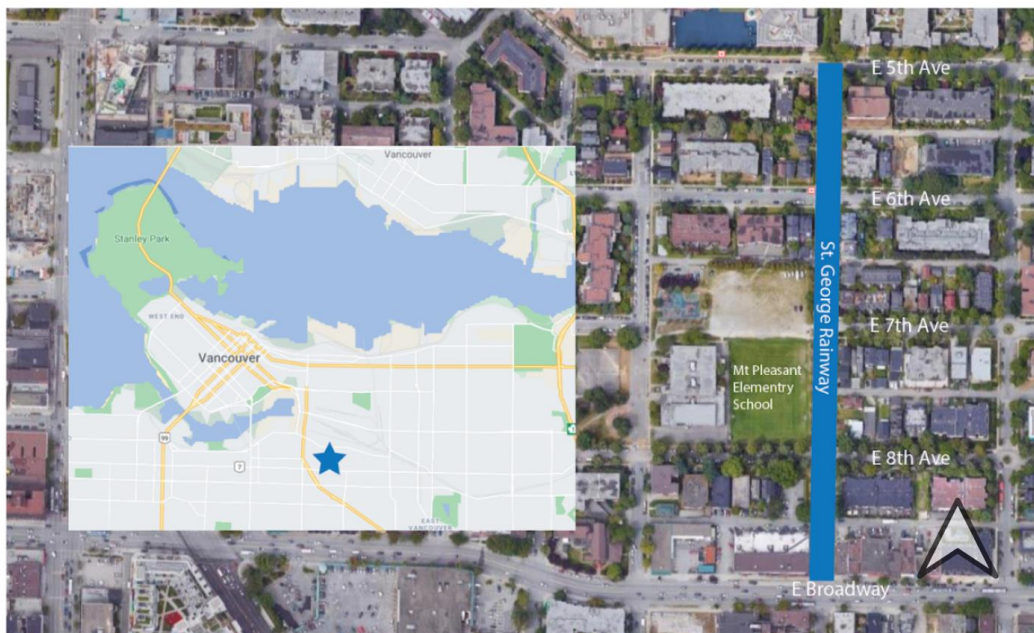 E 5th Ave
Vancouver
Stanley Park
E 6th Ave
St. George Rainway
WEST END
E 7th Ave
Vancouver
Mt Pleasant
Elementry
School
99
7
E 8th Ave
EAST
VANCOUVER
E Broadway